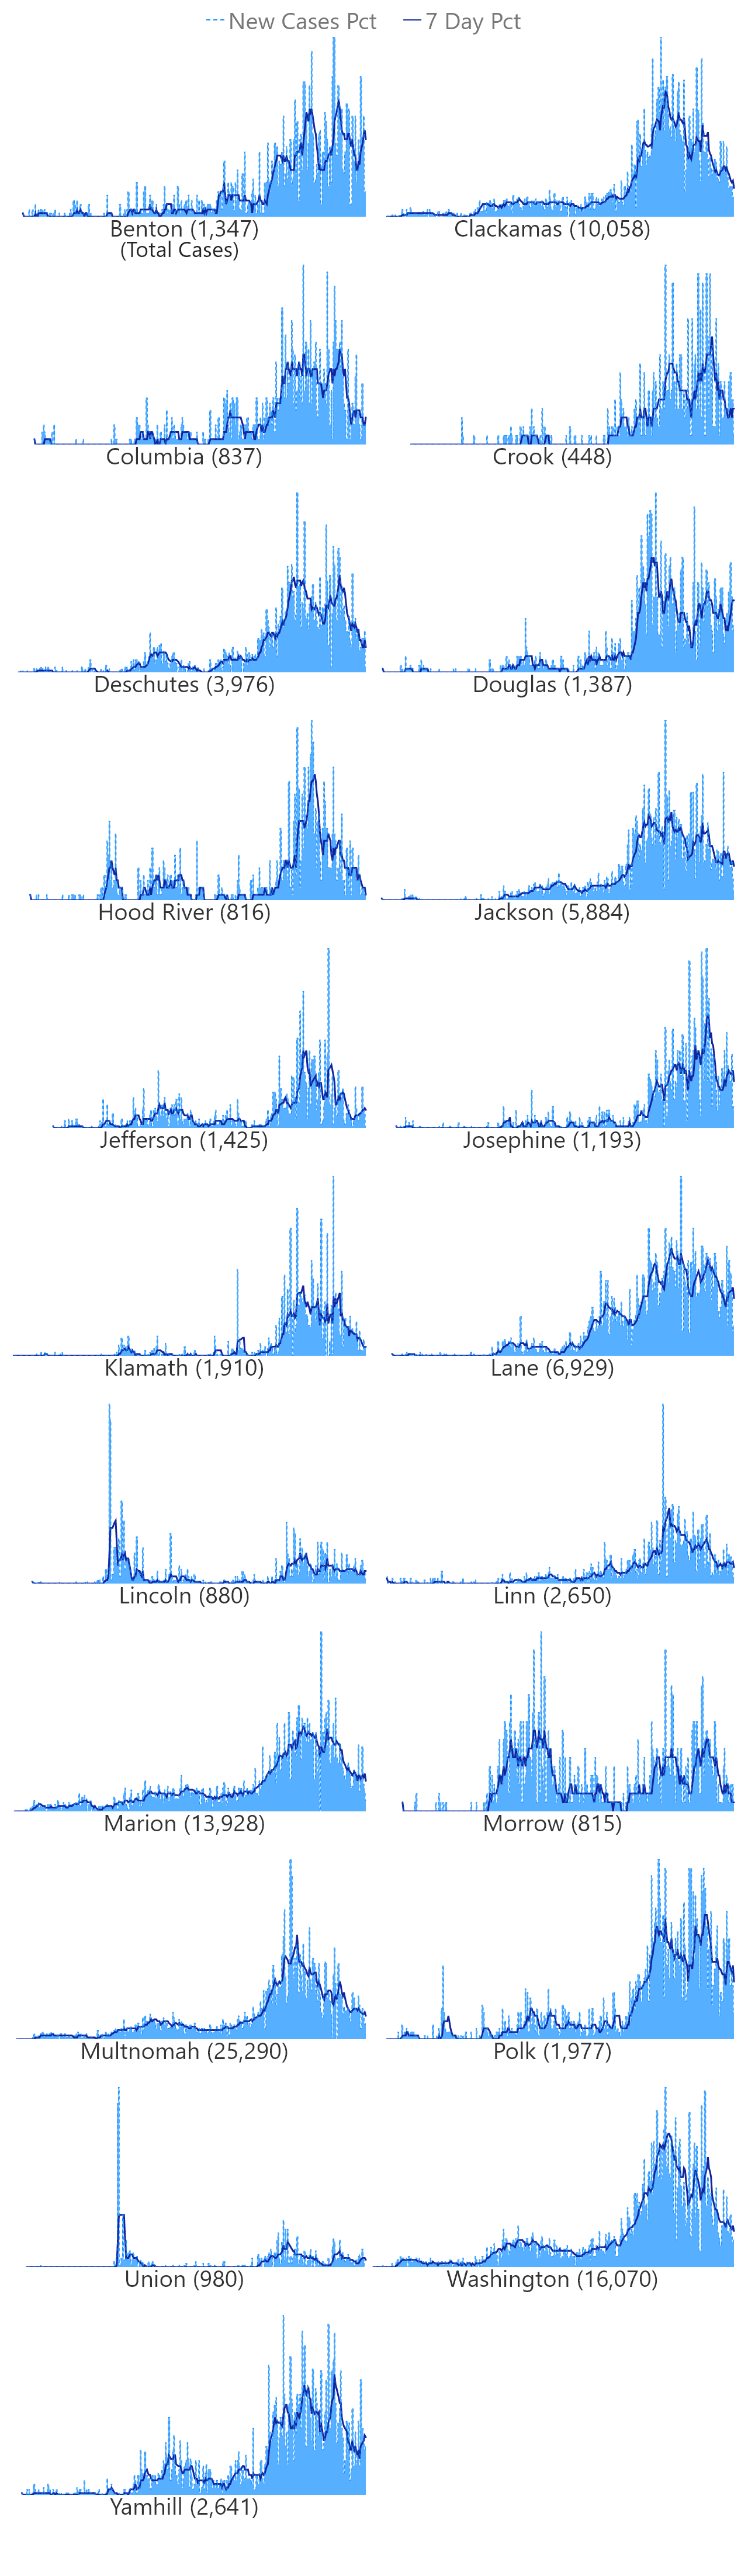 New Cases Pct 7 Day Pct
Benton (1,347) Clackamas (10,058)
(Total Cases)
Columbia (837) Crook (448)
Deschutes (3,976) Douglas (1,387)
Hood River (816) Jackson (5,884)
Jefferson (1,425) Josephine (1,193)
Klamath (1,910) Lane (6,929)
Lincoln (880) Linn (2,650)
Marion (13,928) Morrow (815)
Multnomah (25,290) Polk (1,977)
Union (980) Washington (16,070)
Yamhill (2,641)